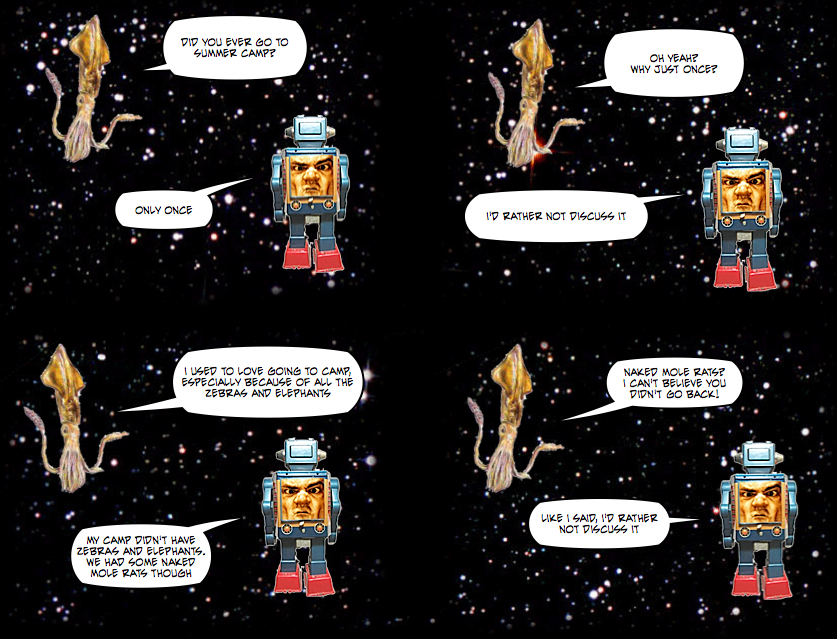 DID YOU EVER GO TO
SUMMER CAMP?
ONLY ONCE
OH YEAH?
WHY JUST ONCE?
I'D RATHER NOT DISCUSS IT
I USED TO LOVE GOING TO CAMP,
ESPECIALLY BECAUSE OF ALL THE
ZEBRAS AND ELEPHANTS
MY CAMP DIDN'T HAVE
ZEBRAS AND ELEPHANTS.
WE HAD SOME NAKED
MOLE RATS THOUGH
NAKED MOLE RATS?
I CAN'T BELIEVE YOU
DIDN'T GO BACK!
LIKE I SAID, I'D RATHER
NOT DISCUSS IT